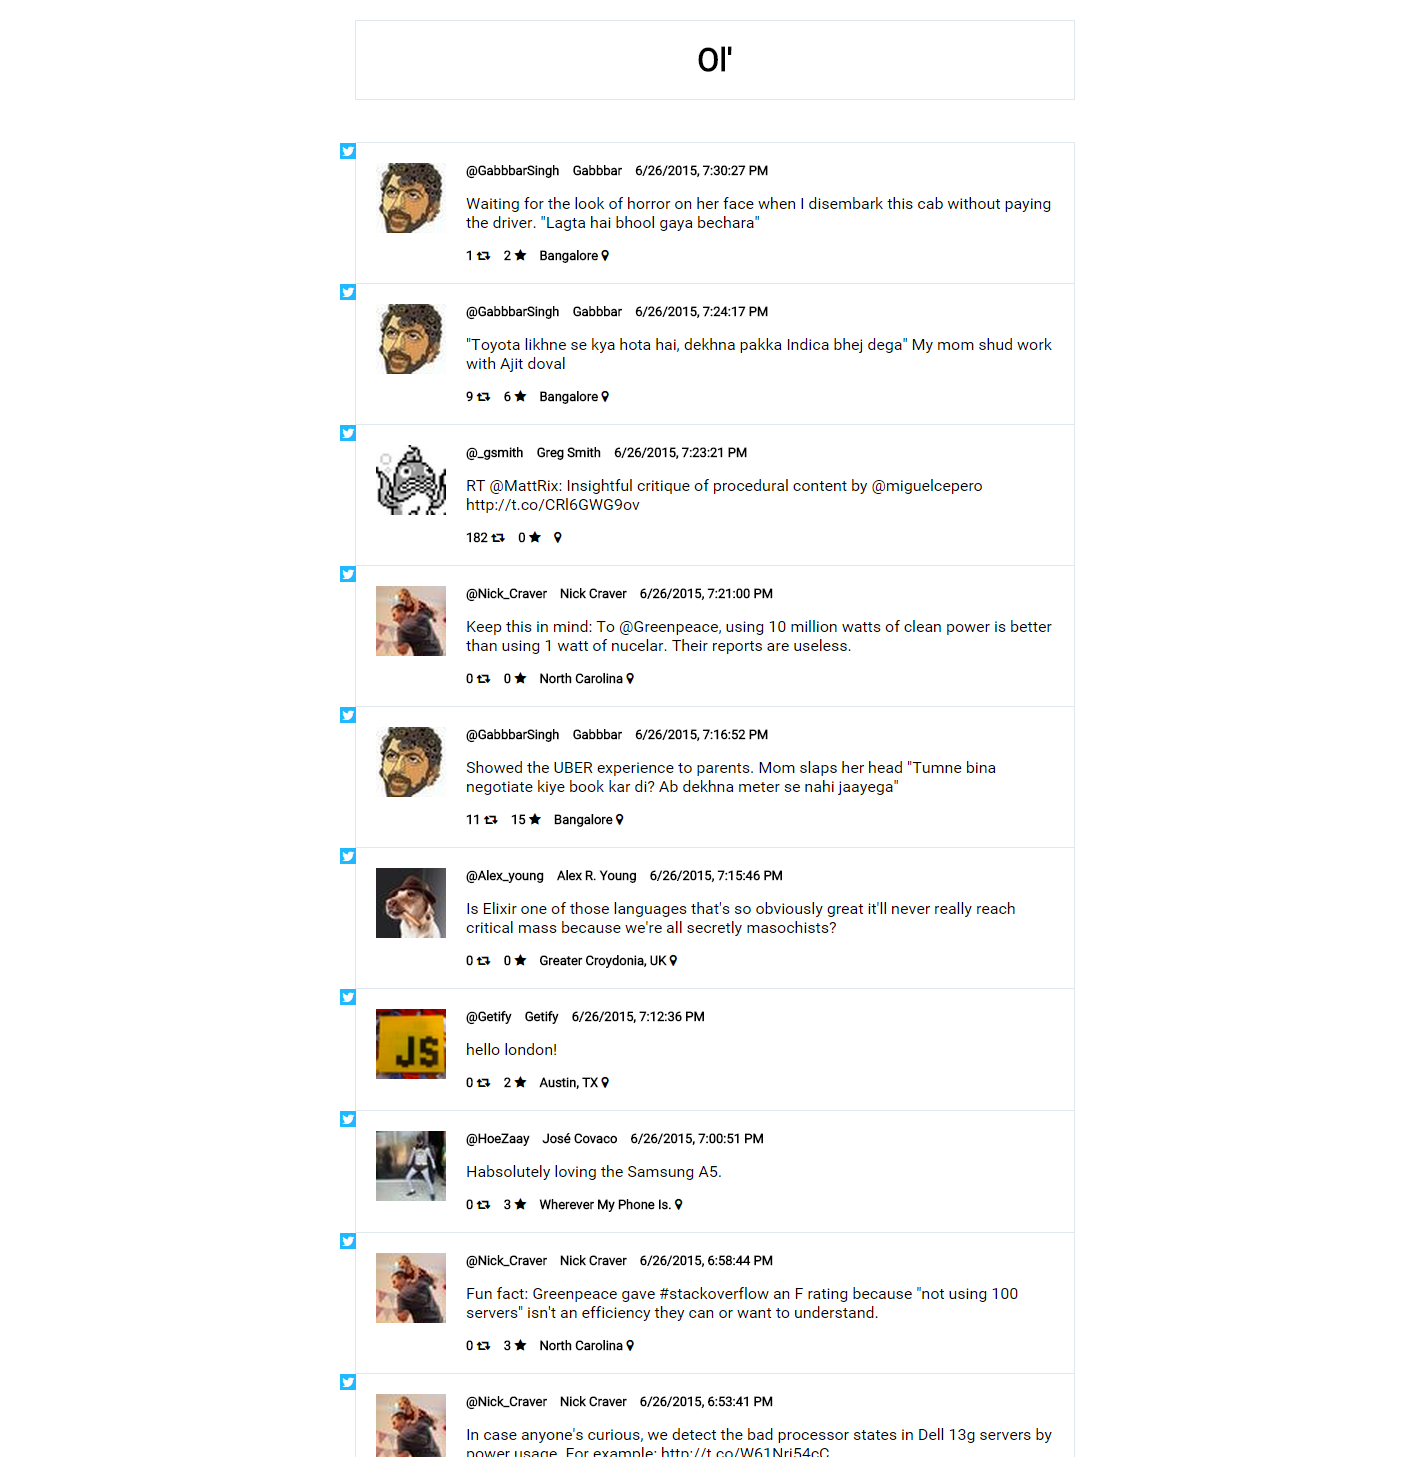 Ol'
@GabbbarSingh Gabbbar 6/26/2015, 7:30:27 PM
Waiting for the look of horror on her face when I disembark this cab without paying
the driver. "Lagta hai bhool gaya bechara"
1 2 Bangalore
@GabbbarSingh Gabbbar 6/26/2015, 7:24:17 PM
"Toyota likhne se kya hota hai, dekhna pakka Indica bhej dega" My mom shud work
with Ajit doval
9 6 Bangalore
@_gsmith Greg Smith 6/26/2015, 7:23:21 PM
RT @MattRix: Insightful critique of procedural content by @miguelcepero
http://t.co/CRl6GWG9ov
182 0
@Nick_Craver Nick Craver 6/26/2015, 7:21:00 PM
Keep this in mind: To @Greenpeace, using 10 million watts of clean power is better
than using 1 watt of nucelar. Their reports are useless.
0 0 North Carolina
@GabbbarSingh Gabbbar 6/26/2015, 7:16:52 PM
Showed the UBER experience to parents. Mom slaps her head "Tumne bina
negotiate kiye book kar di? Ab dekhna meter se nahi jaayega"
11 15 Bangalore
@Alex_young Alex R. Young 6/26/2015, 7:15:46 PM
Is Elixir one of those languages that's so obviously great it'll never really reach
critical mass because we're all secretly masochists?
0 0 Greater Croydonia, UK
@Getify Getify 6/26/2015, 7:12:36 PM
JS
hello london!
0 2 Austin, TX
@HoeZaay José Covaco 6/26/2015, 7:00:51 PM
Habsolutely loving the Samsung A5.
0 3 Wherever My Phone Is.
@Nick_Craver Nick Craver 6/26/2015, 6:58:44 PM
Fun fact: Greenpeace gave #stackoverflow an F rating because "not using 100
servers" isn't an efficiency they can or want to understand.
0 3 North Carolina
@Nick_Craver Nick Craver 6/26/2015, 6:53:41 PM
In case anyone's curious, we detect the bad processor states in Dell 13g servers by
power usage. For example: http://t.co/W61Nri54cC